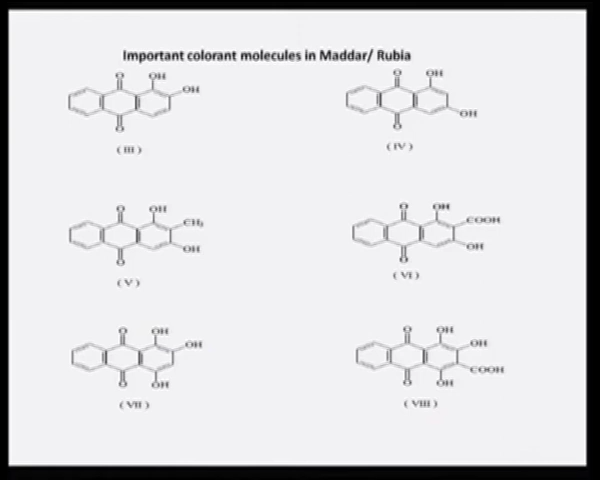 Important colorant molecules in Maddar/ Rubia
O OH
OH
O
( III )
O OH
OH
O
( IV )
O OH
CH3
OH
O
( V )
O OH
COOH
OH
O
( VI )
O OH
OH
O OH
( VII )
O OH
OH
COOH
O OH
( VIII )